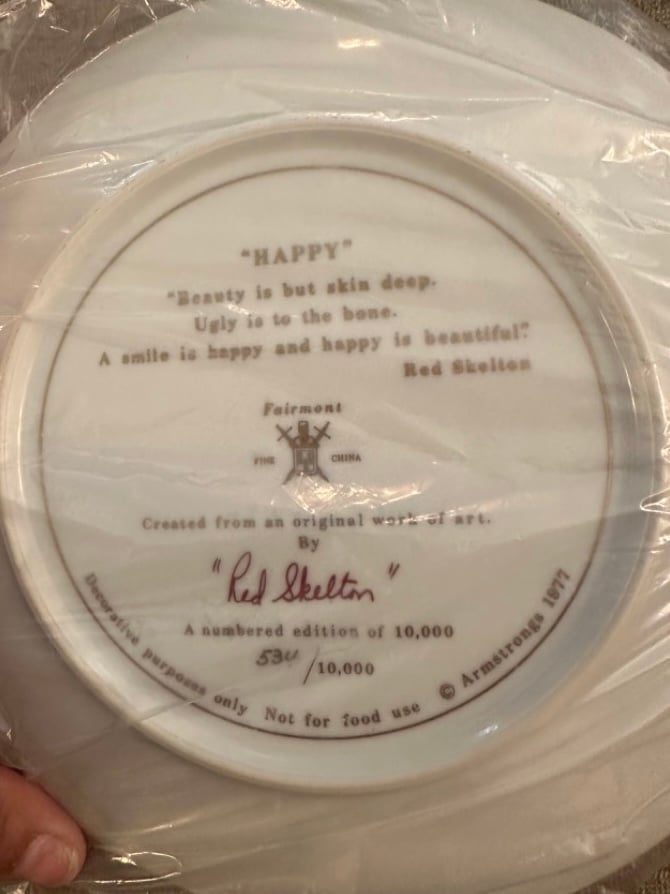 "HAPPY"
"Beauty is but skin deep.
Ugly is to the bone.
A smile is happy and happy is beautiful."
Red Skelton
Fairmont
FINE CHINA
Created from an original work of art.
By
"Red Skelton"
A numbered edition of 10,000
534/10,000
Decorative purposes only Not for food use © Armstrongs 1977